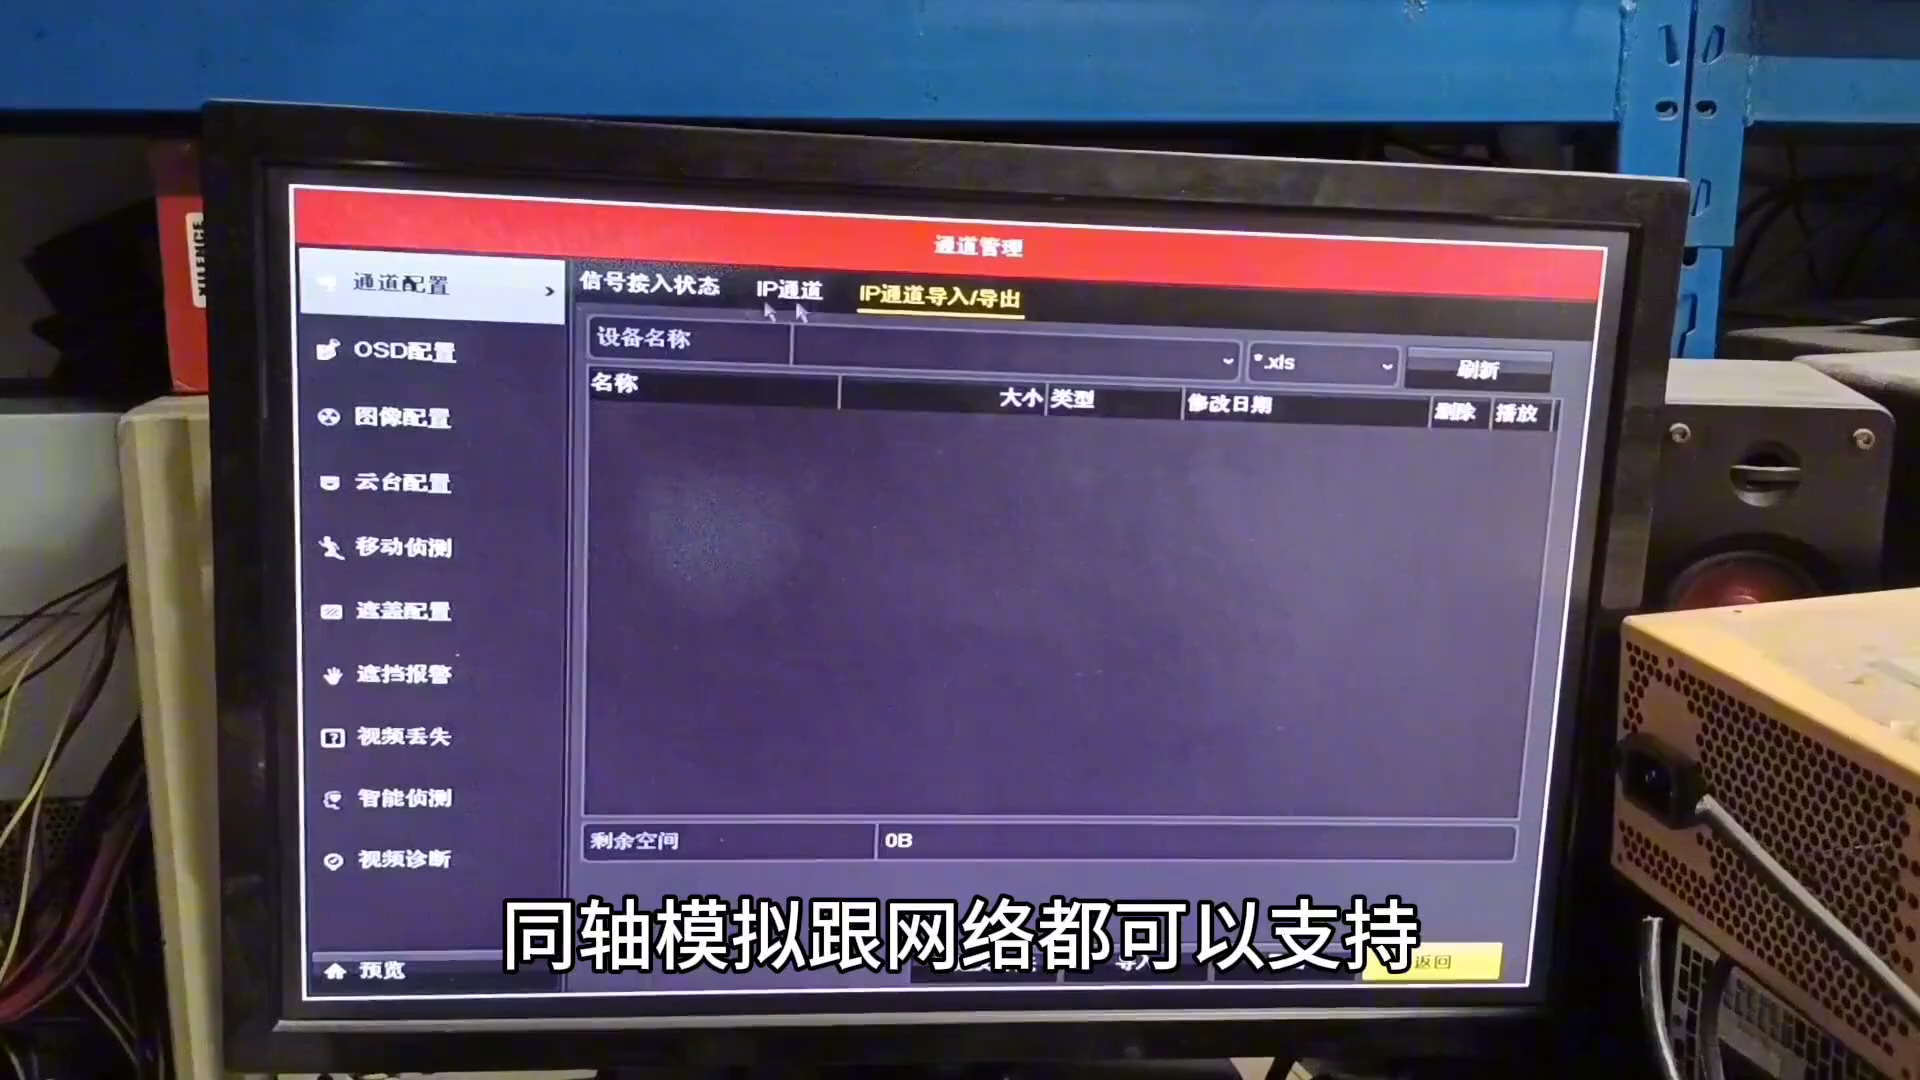 通道管理
通道配置
信号接入状态 IP通道 IP通道导入/导出
设备名称 *.xls 刷新
名称 大小 类型 修改日期 删除 播放
OSD配置
图像配置
云台配置
移动侦测
遮盖配置
遮挡报警
视频丢失
智能侦测
视频诊断
剩余空间 0B
预览
返回
同轴模拟跟网络都可以支持